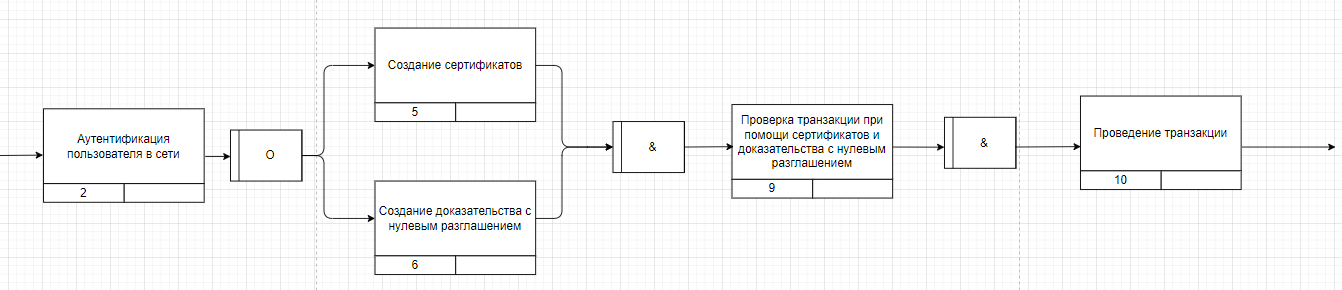 Аутентификация
пользователя в сети
2
О
Создание сертификатов
5
Создание доказательства с
нулевым разглашением
6
&
Проверка транзакции при
помощи сертификатов и
доказательства с нулевым
разглашением
9
&
Проведение транзакции
10